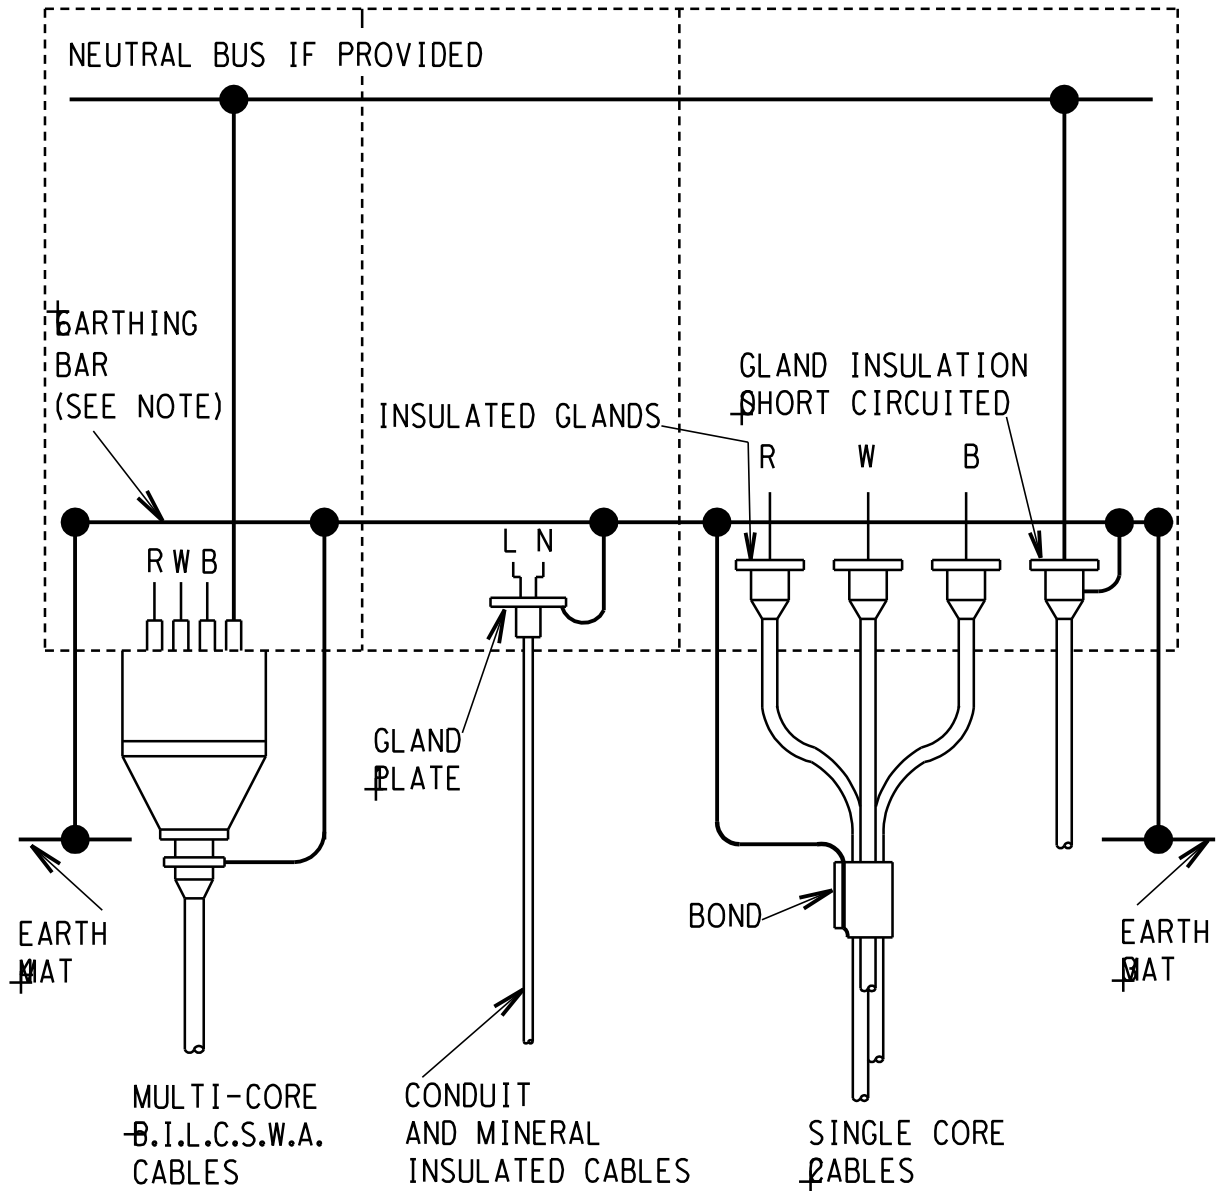 NEUTRAL BUS IF PROVIDED
EARTHING
BAR
(SEE NOTE)
INSULATED GLANDS
GLAND INSULATION
SHORT CIRCUITED
R
W
B
L N
R W B
GLAND
PLATE
BOND
EARTH
MAT
EARTH
MAT
MULTI-CORE
P.I.L.C.S.W.A.
CABLES
CONDUIT
AND MINERAL
INSULATED CABLES
SINGLE CORE
CABLES